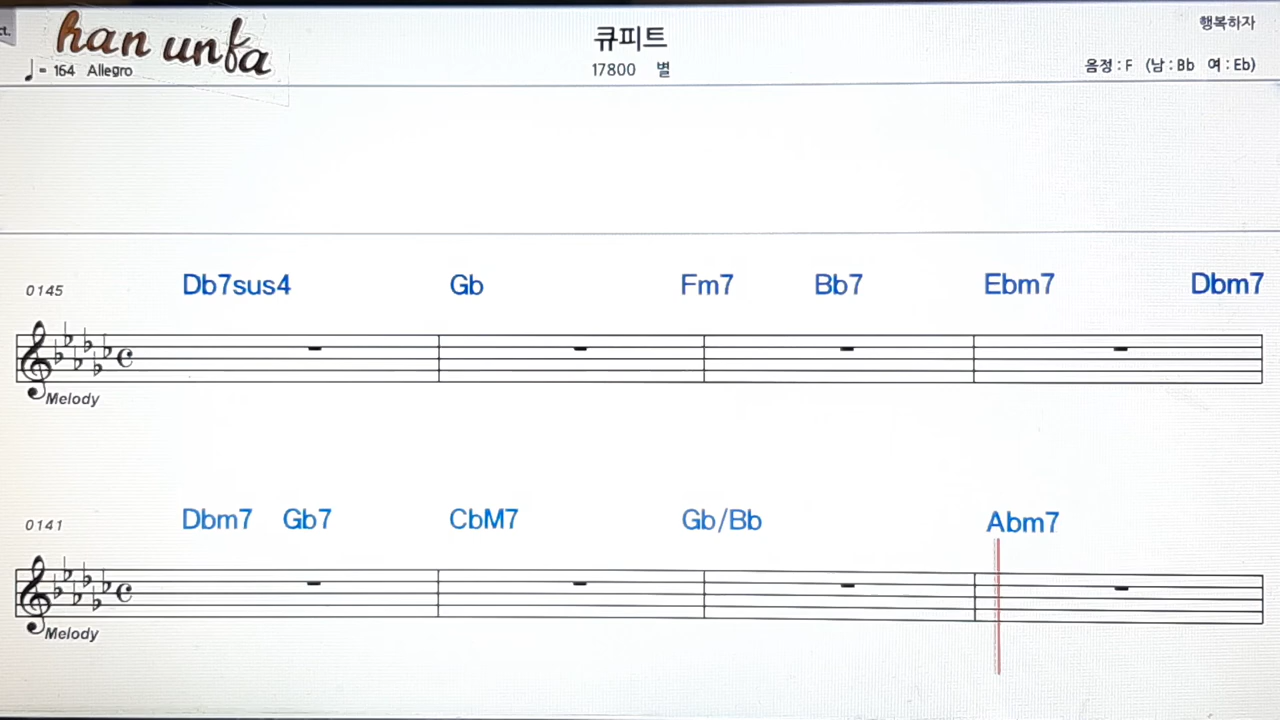 ct.
han unfa
큐피트
행복하자
♩= 164 Allegro
17800 별
음정 : F (남 : Bb 여 : Eb)
0145 Db7sus4 Gb Fm7 Bb7 Ebm7 Dbm7
Melody
0141 Dbm7 Gb7 CbM7 Gb/Bb Abm7
Melody